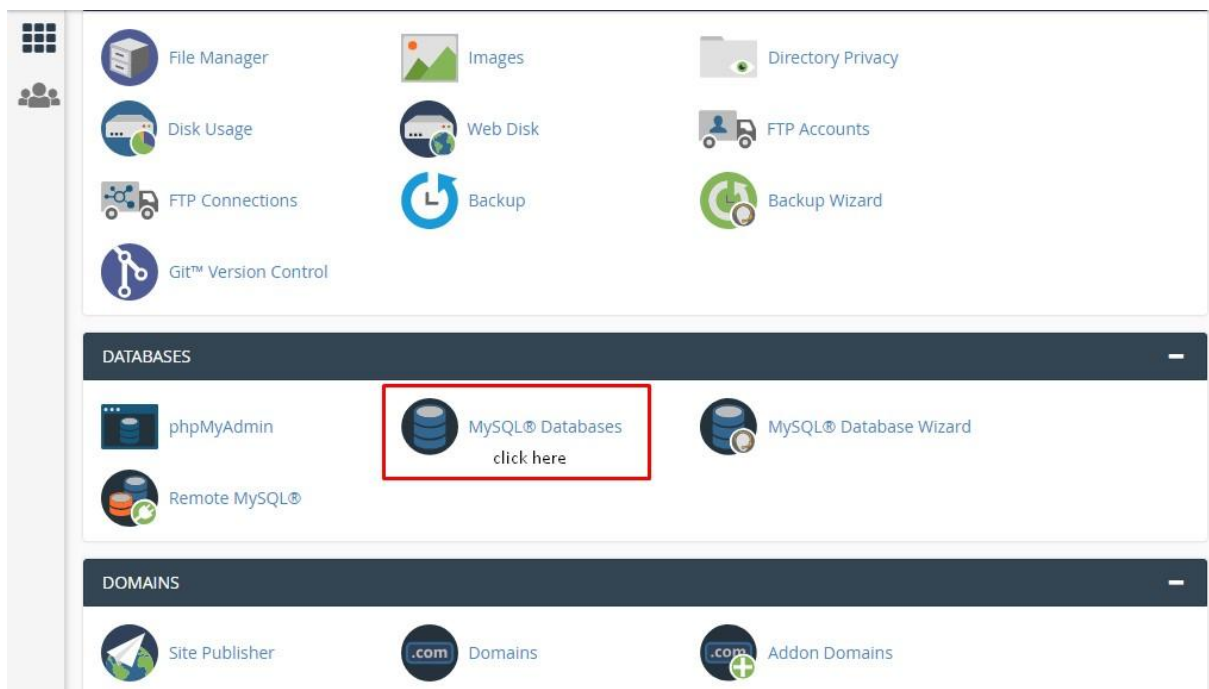 File Manager
Images
Directory Privacy
Disk Usage
Web Disk
FTP Accounts
FTP Connections
Backup
Backup Wizard
Git™ Version Control
DATABASES
phpMyAdmin
MySQL® Databases
click here
MySQL® Database Wizard
Remote MySQL®
DOMAINS
Site Publisher
.com
Domains
.com
Addon Domains